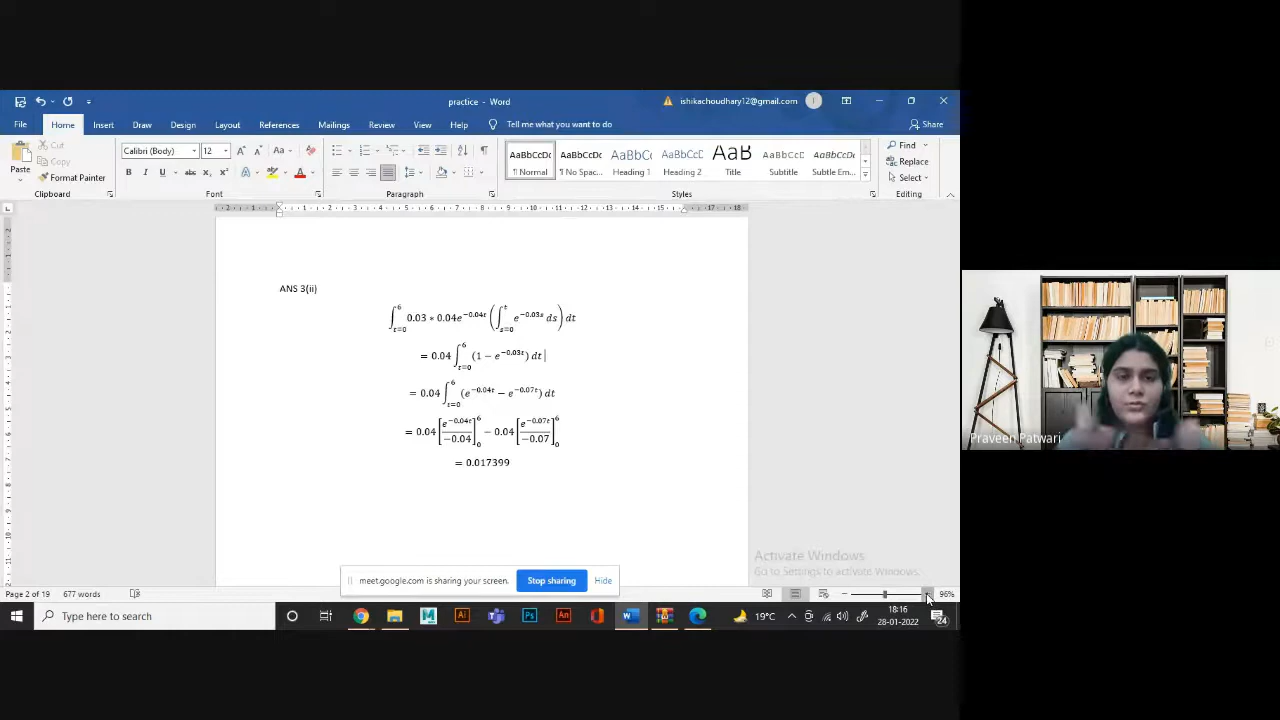 practice - Word
ishikachoudhary12@gmail.com
I
File Home Insert Draw Design Layout References Mailings Review View Help Tell me what you want to do Share
Paste
Cut
Copy
Format Painter
Clipboard
Calibri (Body) 12
Font
Paragraph
AaBbCcDc AaBbCcDc AaBbCc AaBbCcD AaB AaBbCcD AaBbCcDc
¶ Normal ¶ No Spac... Heading 1 Heading 2 Title Subtitle Subtle Em...
Styles
Find
Replace
Select
Editing
ANS 3(ii)
∫_{t=0}^{6} 0.03 ∗ 0.04e^{−0.04t} (∫_{s=0}^{t} e^{−0.03s} ds) dt
= 0.04 ∫_{t=0}^{6} (1 − e^{−0.03t}) dt
= 0.04 ∫_{t=0}^{6} (e^{−0.04t} − e^{−0.07t}) dt
= 0.04 [e^{−0.04t}/−0.04]_{0}^{6} − 0.04 [e^{−0.07t}/−0.07]_{0}^{6}
= 0.017399
Praveen Patwari
Activate Windows
Go to Settings to activate Windows.
meet.google.com is sharing your screen. Stop sharing Hide
Page 2 of 19 677 words 96%
Type here to search
19°C
18:16
28-01-2022
24